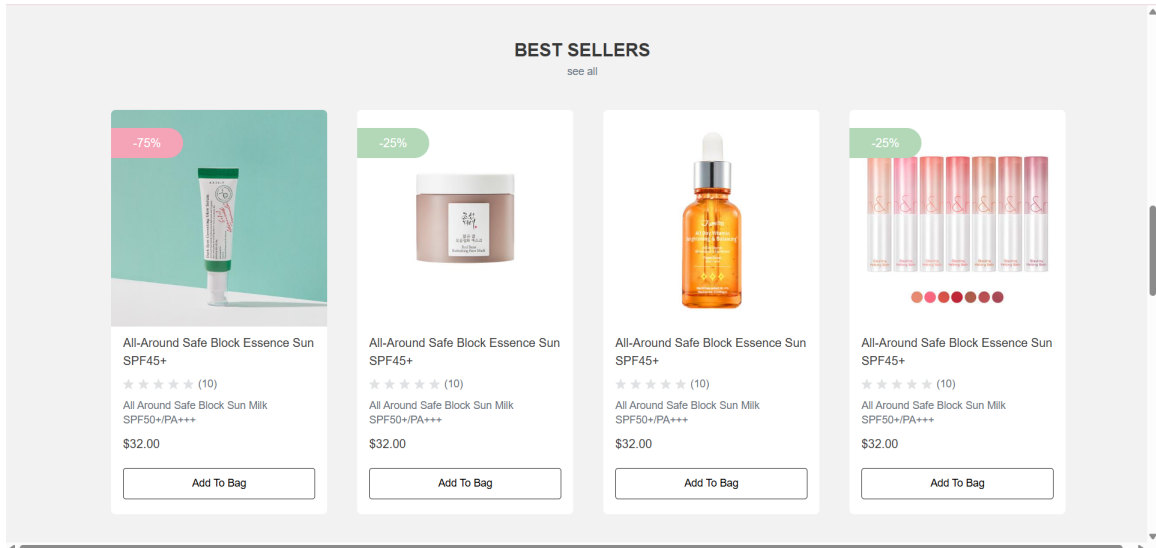 BEST SELLERS
see all
-75%
-25%
-25%
All-Around Safe Block Essence Sun
SPF45+
(10)
All Around Safe Block Sun Milk
SPF50+/PA+++
$32.00
Add To Bag
All-Around Safe Block Essence Sun
SPF45+
(10)
All Around Safe Block Sun Milk
SPF50+/PA+++
$32.00
Add To Bag
All-Around Safe Block Essence Sun
SPF45+
(10)
All Around Safe Block Sun Milk
SPF50+/PA+++
$32.00
Add To Bag
All-Around Safe Block Essence Sun
SPF45+
(10)
All Around Safe Block Sun Milk
SPF50+/PA+++
$32.00
Add To Bag